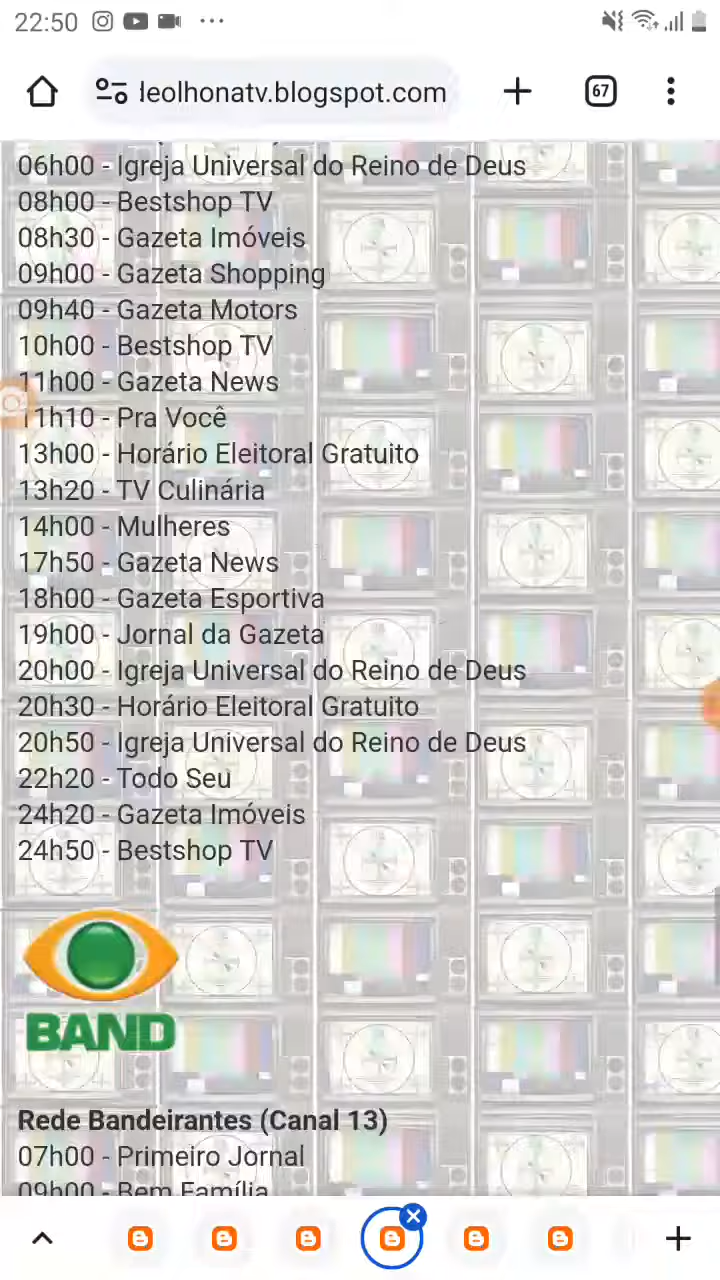 22:50
leolhonatv.blogspot.com
67
06h00 - Igreja Universal do Reino de Deus
08h00 - Bestshop TV
08h30 - Gazeta Imóveis
09h00 - Gazeta Shopping
09h40 - Gazeta Motors
10h00 - Bestshop TV
11h00 - Gazeta News
11h10 - Pra Você
13h00 - Horário Eleitoral Gratuito
13h20 - TV Culinária
14h00 - Mulheres
17h50 - Gazeta News
18h00 - Gazeta Esportiva
19h00 - Jornal da Gazeta
20h00 - Igreja Universal do Reino de Deus
20h30 - Horário Eleitoral Gratuito
20h50 - Igreja Universal do Reino de Deus
22h20 - Todo Seu
24h20 - Gazeta Imóveis
24h50 - Bestshop TV
BAND
Rede Bandeirantes (Canal 13)
07h00 - Primeiro Jornal
09h00 - Bem Família